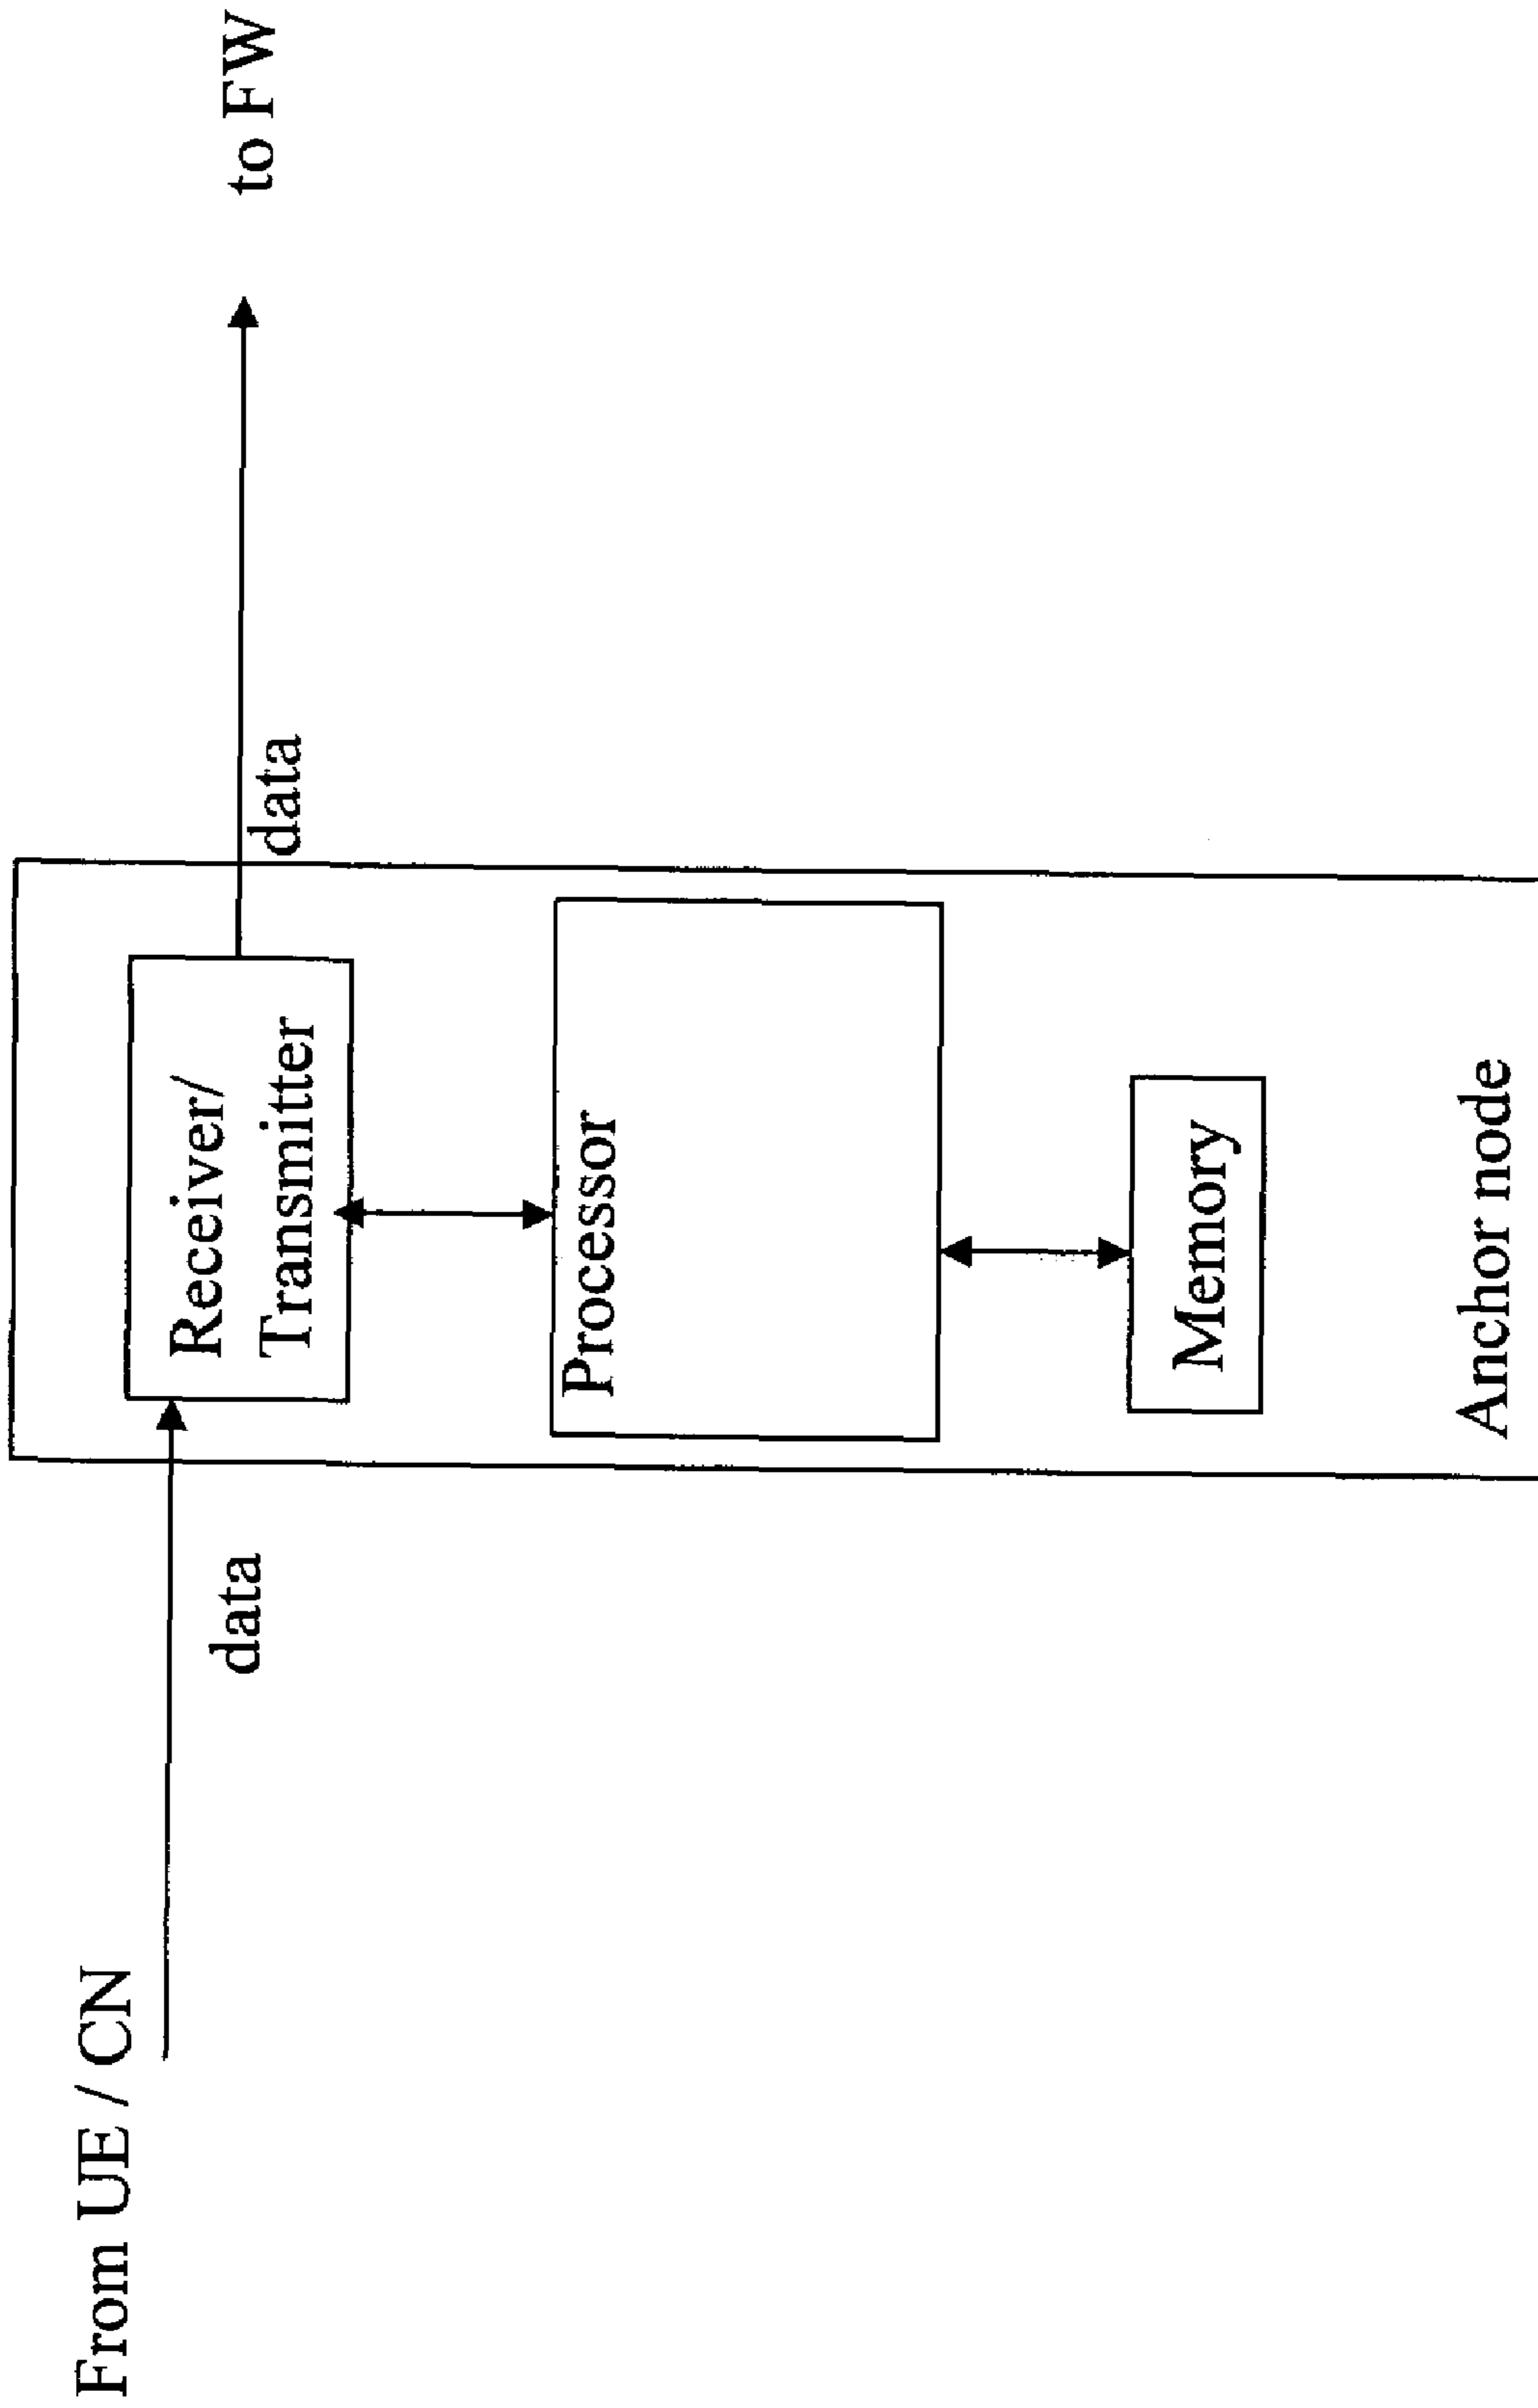 From UE / CN
data
Receiver/
Transmitter
data
to FW
Processor
Memory
Anchor node